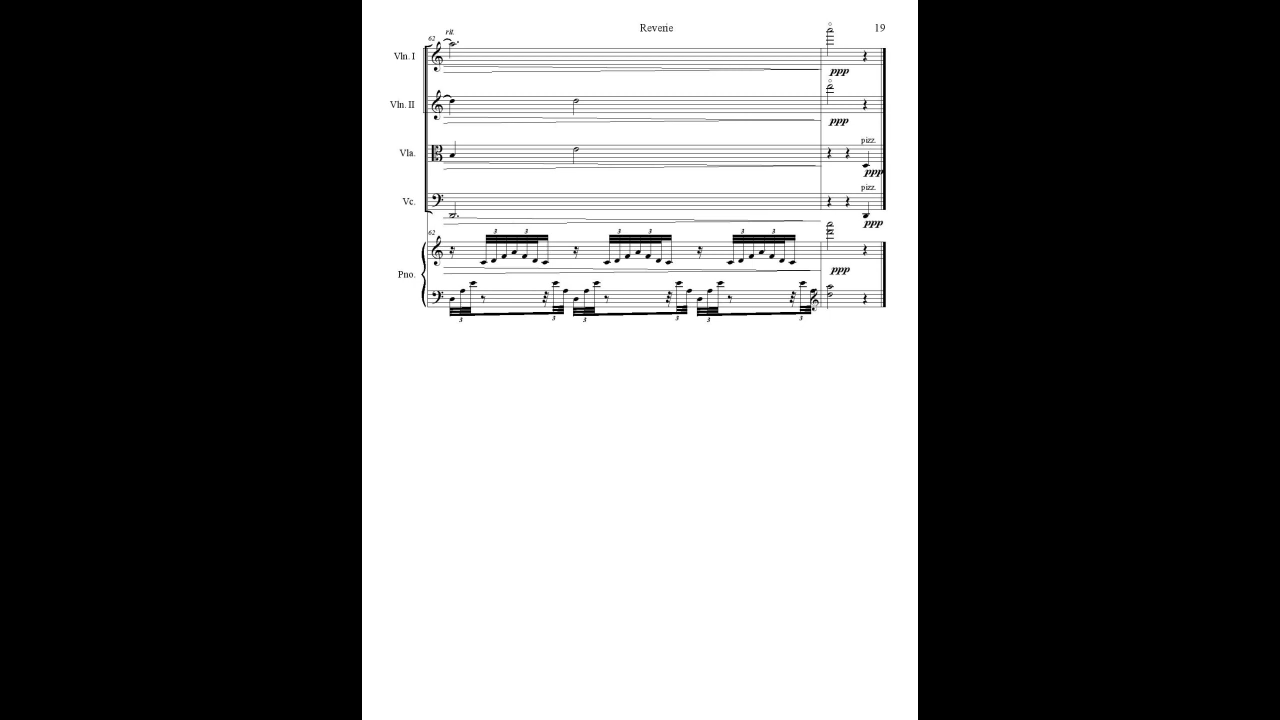 Reverie 19
62 rit.
Vln. I
ppp
Vln. II
ppp
pizz.
Vla.
ppp
pizz.
Vc.
ppp
62
3 3 3 3 3 3
Pno.
ppp
3 3 3 3 3 3